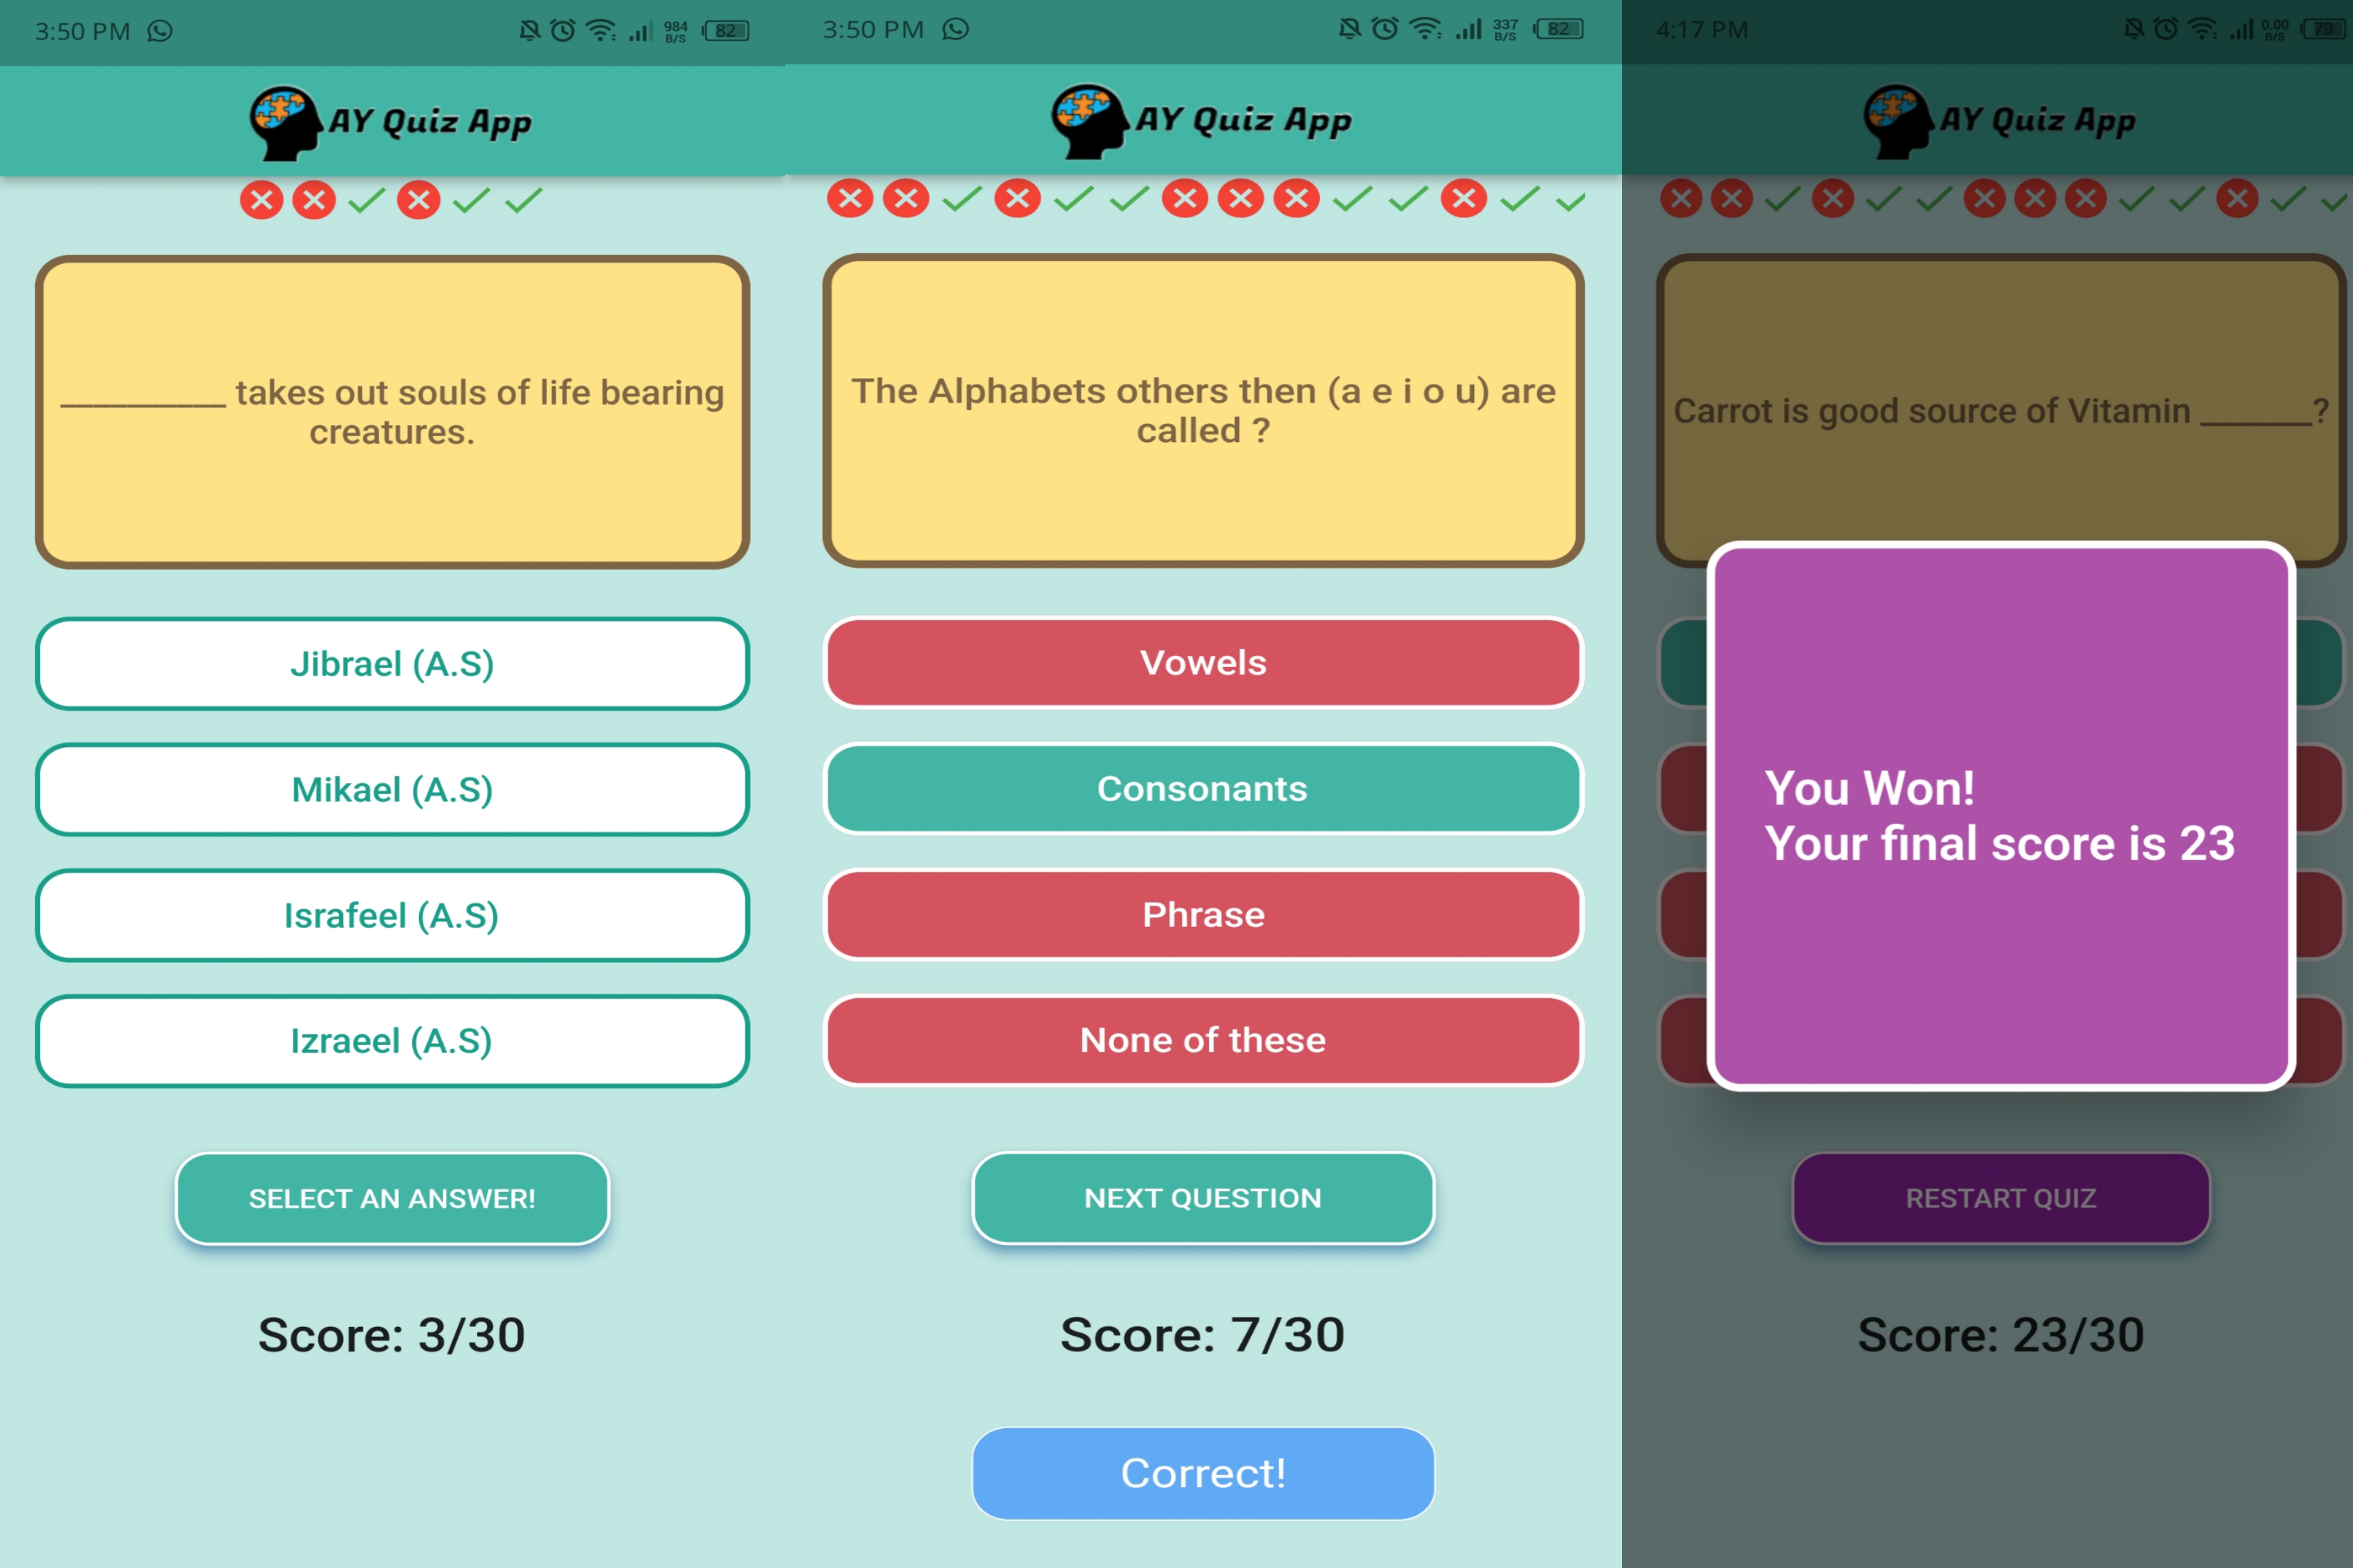 3:50 PM
984
B/S
82
AY Quiz App
__________ takes out souls of life bearing
creatures.
Jibrael (A.S)
Mikael (A.S)
Israfeel (A.S)
Izraeel (A.S)
SELECT AN ANSWER!
Score: 3/30
3:50 PM
337
B/S
82
AY Quiz App
The Alphabets others then (a e i o u) are
called ?
Vowels
Consonants
Phrase
None of these
NEXT QUESTION
Score: 7/30
Correct!
4:17 PM
0.00
B/S
79
AY Quiz App
Carrot is good source of Vitamin _______?
You Won!
Your final score is 23
RESTART QUIZ
Score: 23/30